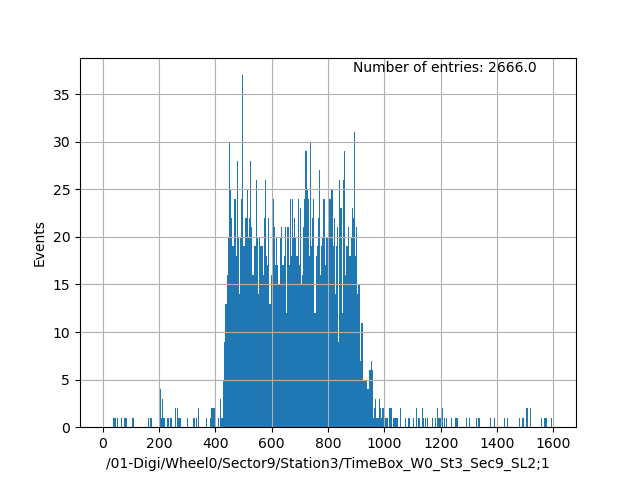 Number of entries: 2666.0
35
30
25
20
15
10
5
0
Events
0 200 400 600 800 1000 1200 1400 1600
/01-Digi/Wheel0/Sector9/Station3/TimeBox_W0_St3_Sec9_SL2;1